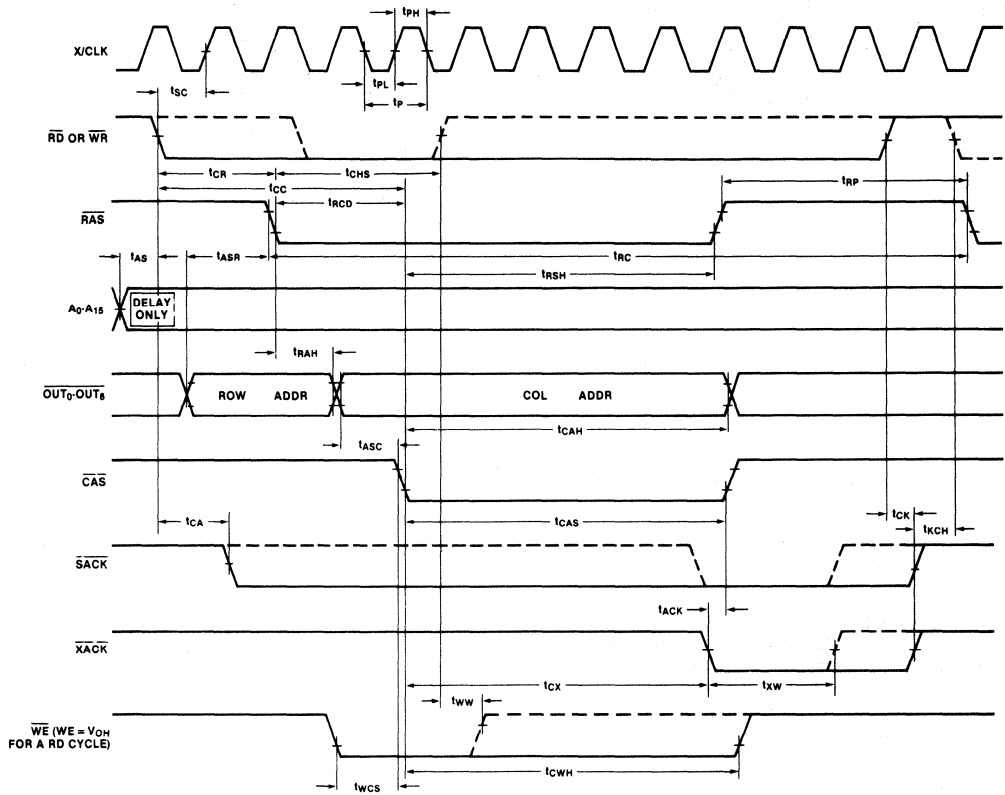 tPH
X/CLK
tPL
tSC
tP
RD OR WR
tCR
tCHS
tCC
tRP
tRCD
RAS
tAS
tASR
tRC
tRSH
A0-A15
DELAY
ONLY
tRAH
OUT0-OUT6
ROW ADDR
COL ADDR
tCAH
tASC
CAS
tCK
tCA
tCAS
tKCH
SACK
tACK
XACK
tCX
tXW
tWW
WE (WE = VOH
FOR A RD CYCLE)
tCWH
tWCS